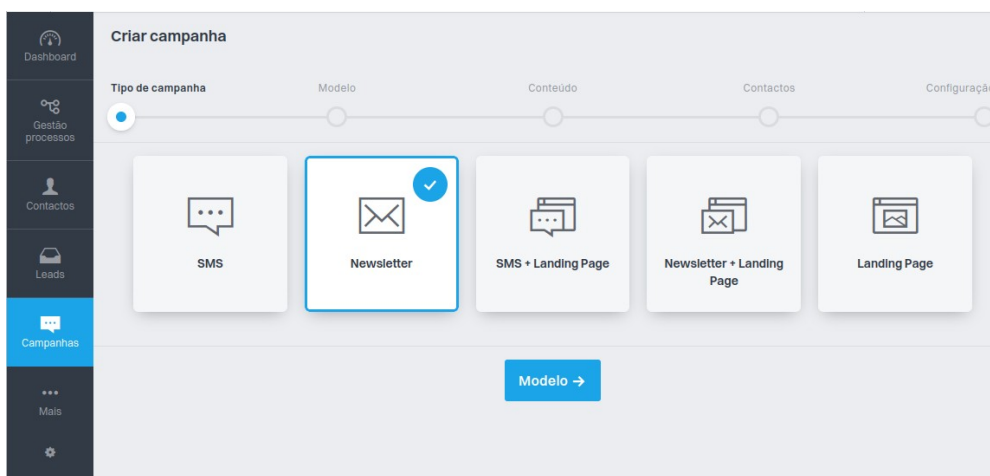 Dashboard
Gestão
processos
Contactos
Leads
Campanhas
Mais
Criar campanha
Tipo de campanha
Modelo
Conteúdo
Contactos
Configuraçã
SMS
Newsletter
SMS + Landing Page
Newsletter + Landing
Page
Landing Page
Modelo →